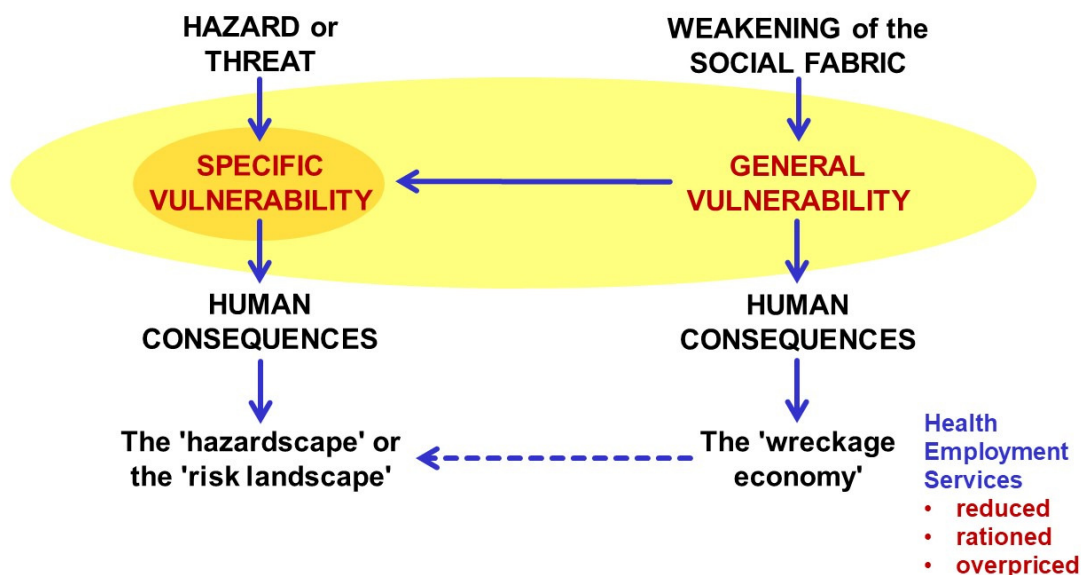 HAZARD or
THREAT
WEAKENING of the
SOCIAL FABRIC
SPECIFIC
VULNERABILITY
GENERAL
VULNERABILITY
HUMAN
CONSEQUENCES
HUMAN
CONSEQUENCES
The 'hazardscape' or
the 'risk landscape'
The 'wreckage
economy'
Health
Employment
Services
• reduced
• rationed
• overpriced